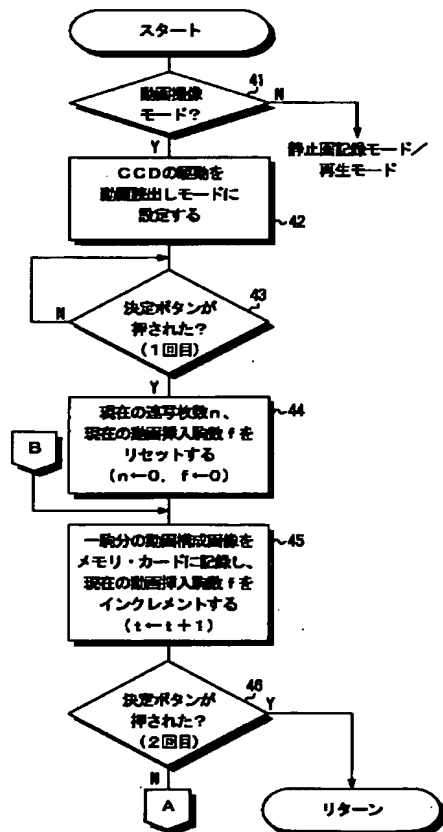 スタート
41
動画撮像
モード?
N
Y
静止画記録モード/
再生モード
CCDの駆動を
動画読出しモードに
設定する
42
43
決定ボタンが
押された?
(1回目)
N
Y
現在の連写枚数n、
現在の動画挿入駒数fを
リセットする
(n←0, f←0)
44
B
一駒分の動画構成画像を
メモリ・カードに記録し、
現在の動画挿入駒数fを
インクレメントする
(t←t+1)
45
決定ボタンが
押された?
(2回目)
46
Y
N
A
リターン